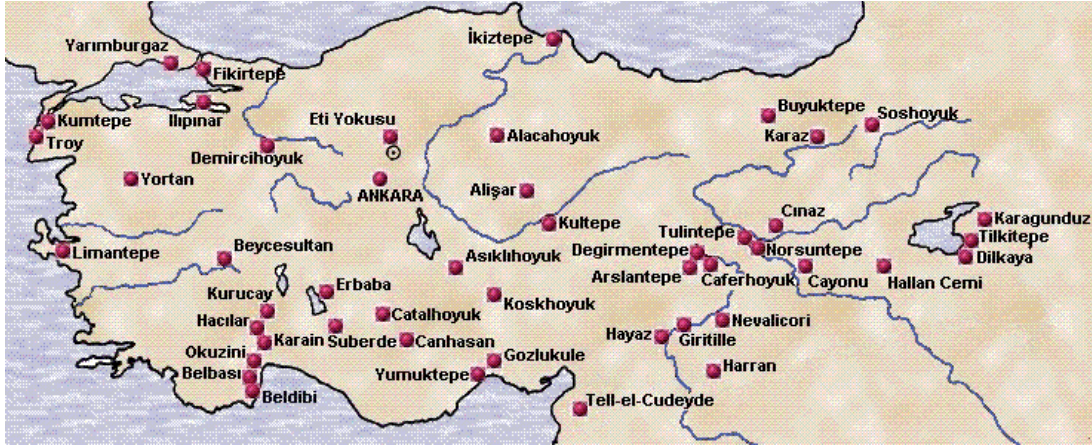 İkiztepe
Yarımburgaz
Fikirtepe
Ilıpınar
Kumtepe
Troy
Eti Yokusu
Demircihoyuk
Alacahoyuk
Buyuktepe
Soshoyuk
Karaz
Yortan
ANKARA
Alişar
Kultepe
Cınaz
Karagunduz
Tulintepe
Tilkitepe
Limantepe
Beycesultan
Degirmentepe
Norsuntepe
Dilkaya
Asıklıhoyuk
Arslantepe
Caferhoyuk
Cayonu
Hallan Cemi
Erbaba
Koskhoyuk
Kurucay
Catalhoyuk
Hacılar
Nevalicori
Karain
Suberde
Canhasan
Hayaz
Giritille
Okuzini
Gozlukule
Harran
Belbası
Yumuktepe
Beldibi
Tell-el-Cudeyde